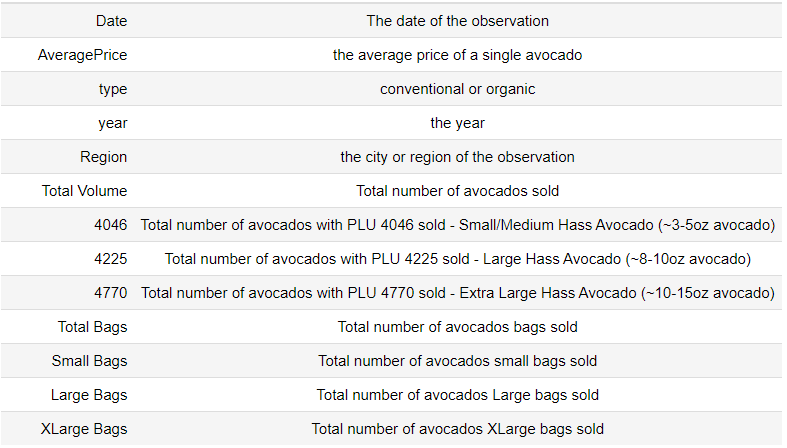 Date The date of the observation
AveragePrice the average price of a single avocado
type conventional or organic
year the year
Region the city or region of the observation
Total Volume Total number of avocados sold
4046 Total number of avocados with PLU 4046 sold - Small/Medium Hass Avocado (~3-5oz avocado)
4225 Total number of avocados with PLU 4225 sold - Large Hass Avocado (~8-10oz avocado)
4770 Total number of avocados with PLU 4770 sold - Extra Large Hass Avocado (~10-15oz avocado)
Total Bags Total number of avocados bags sold
Small Bags Total number of avocados small bags sold
Large Bags Total number of avocados Large bags sold
XLarge Bags Total number of avocados XLarge bags sold